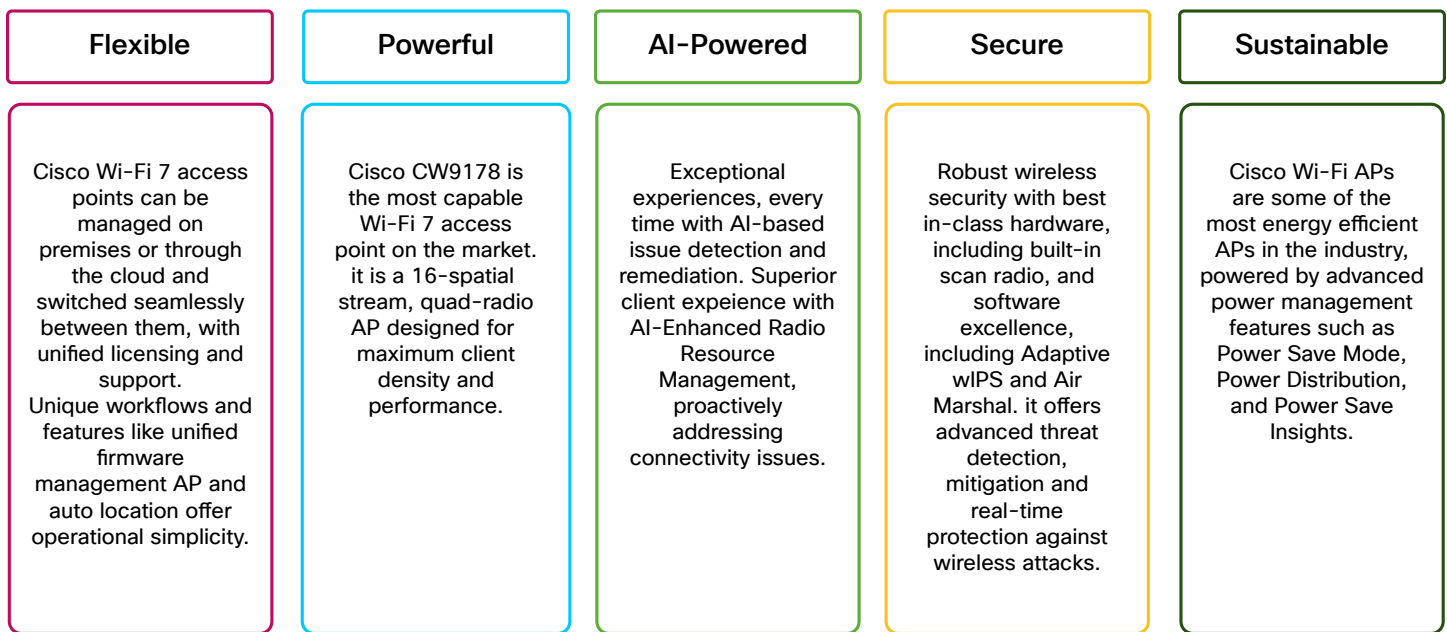 Flexible
Cisco Wi-Fi 7 access
points can be
managed on
premises or through
the cloud and
switched seamlessly
between them, with
unified licensing and
support.
Unique workflows and
features like unified
firmware
management AP and
auto location offer
operational simplicity.
Powerful
Cisco CW9178 is
the most capable
Wi-Fi 7 access
point on the market.
it is a 16-spatial
stream, quad-radio
AP designed for
maximum client
density and
performance.
AI-Powered
Exceptional
experiences, every
time with AI-based
issue detection and
remediation. Superior
client expeience with
AI-Enhanced Radio
Resource
Management,
proactively
addressing
connectivity issues.
Secure
Robust wireless
security with best
in-class hardware,
including built-in
scan radio, and
software
excellence,
including Adaptive
wIPS and Air
Marshal. it offers
advanced threat
detection,
mitigation and
real-time
protection against
wireless attacks.
Sustainable
Cisco Wi-Fi APs
are some of the
most energy efficient
APs in the industry,
powered by advanced
power management
features such as
Power Save Mode,
Power Distribution,
and Power Save
Insights.